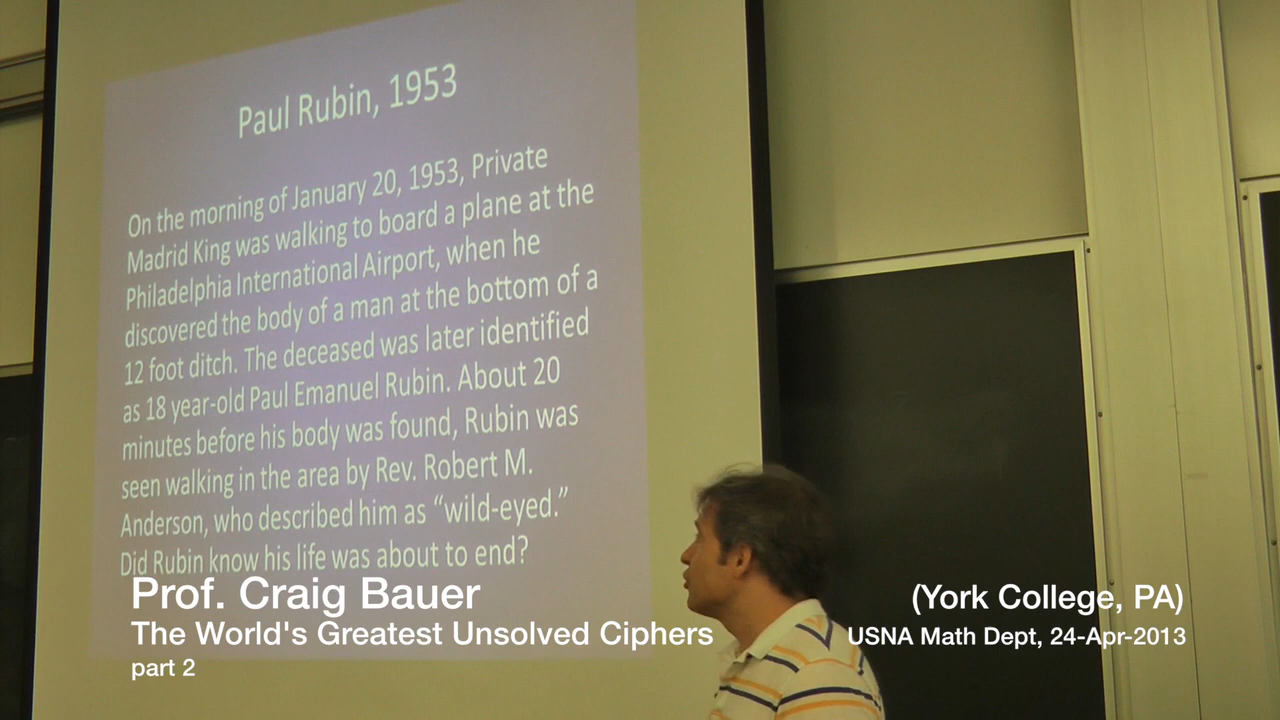 Paul Rubin, 1953
On the morning of January 20, 1953, Private
Madrid King was walking to board a plane at the
Philadelphia International Airport, when he
discovered the body of a man at the bottom of a
12 foot ditch. The deceased was later identified
as 18 year-old Paul Emanuel Rubin. About 20
minutes before his body was found, Rubin was
seen walking in the area by Rev. Robert M.
Anderson, who described him as “wild-eyed.”
Did Rubin know his life was about to end?
Prof. Craig Bauer
The World's Greatest Unsolved Ciphers
part 2
(York College, PA)
USNA Math Dept, 24-Apr-2013